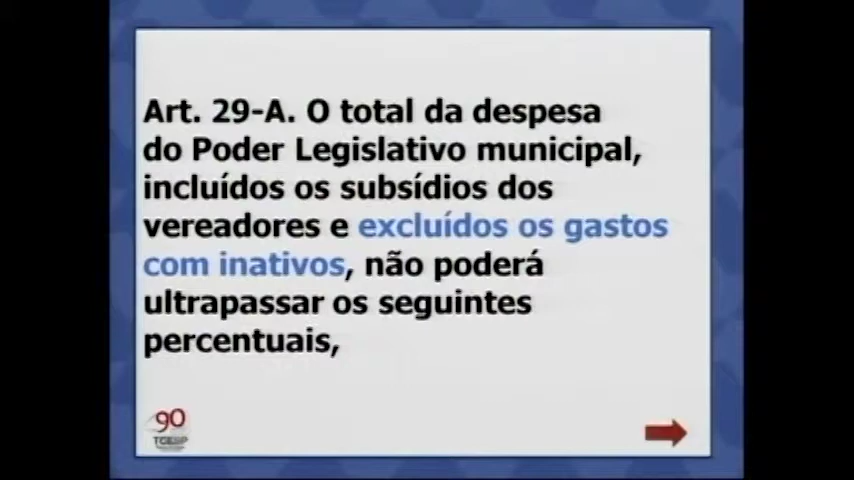 Art. 29-A. O total da despesa
do Poder Legislativo municipal,
incluídos os subsídios dos
vereadores e excluídos os gastos
com inativos, não poderá
ultrapassar os seguintes
percentuais,
90
TCESP